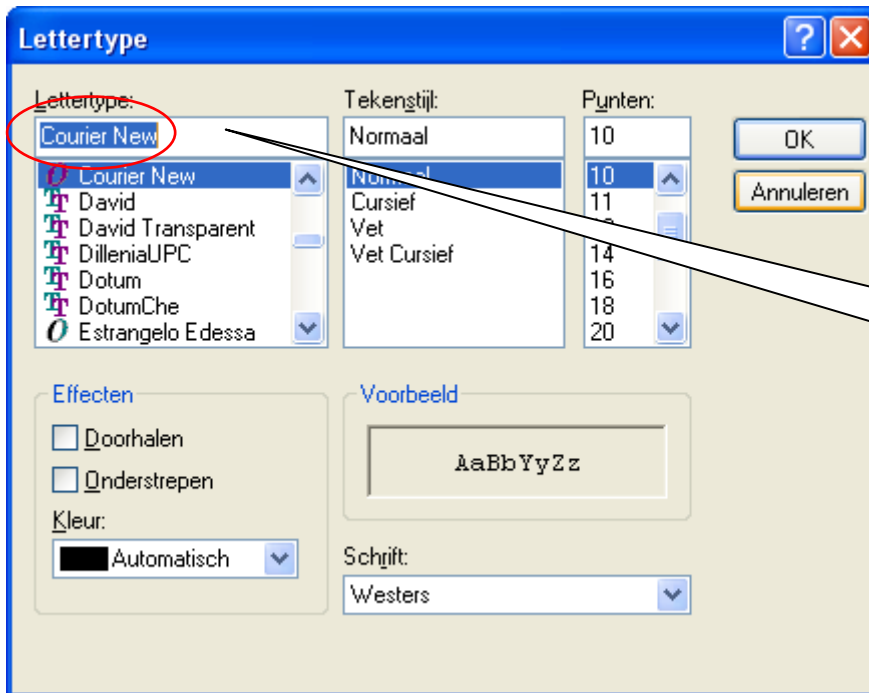 Lettertype
Lettertype:
Courier New
Courier New
David
David Transparent
DilleniaUPC
Dotum
DotumChe
Estrangelo Edessa
Tekenstijl:
Normaal
Normaal
Cursief
Vet
Vet Cursief
Punten:
10
10
11
14
16
18
20
OK
Annuleren
Effecten
Doorhalen
Onderstrepen
Kleur:
Automatisch
Voorbeeld
AaBbYyZz
Schrift:
Westers